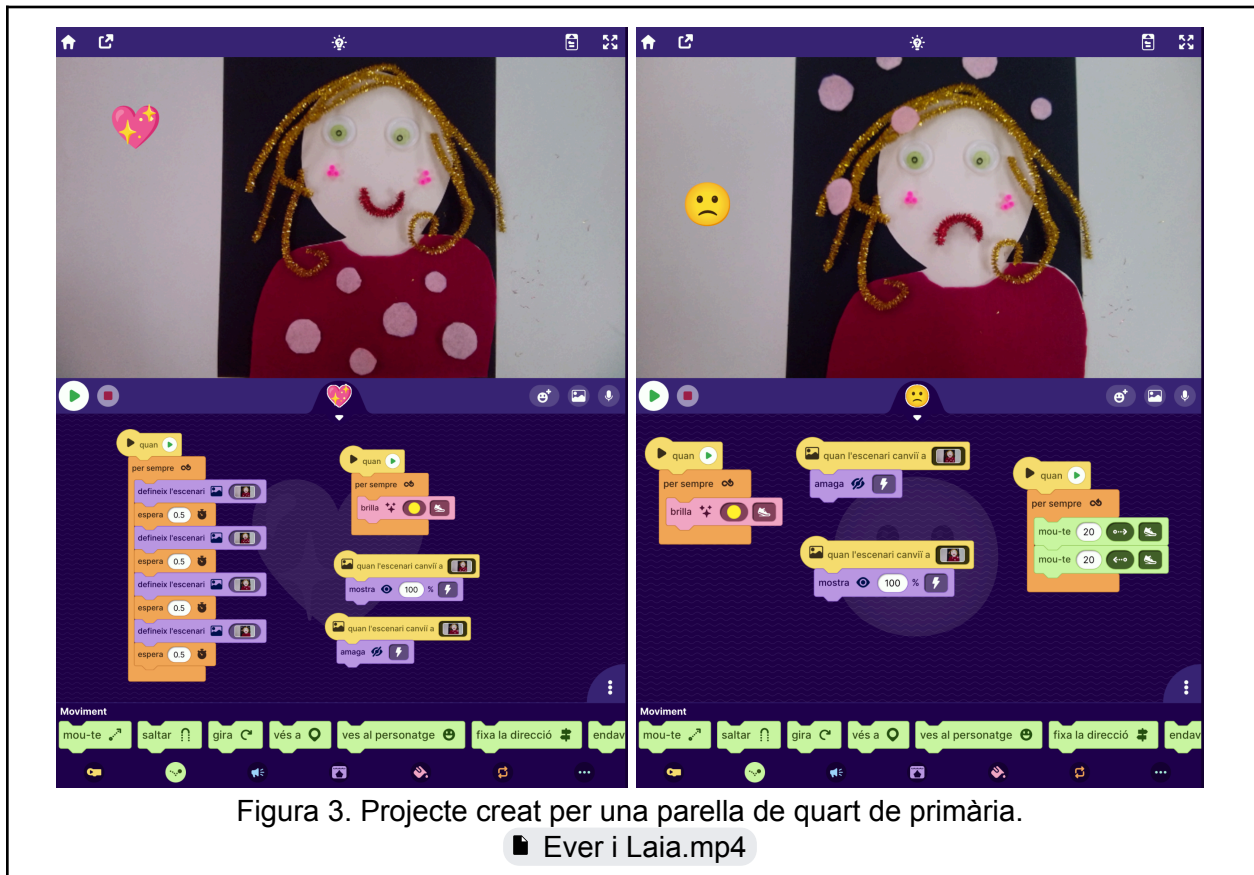 quan
per sempre
defineix l'escenari
espera 0.5
defineix l'escenari
espera 0.5
defineix l'escenari
espera 0.5
defineix l'escenari
espera 0.5
quan
per sempre
brilla
quan l'escenari canviï a
mostra 100 %
quan l'escenari canviï a
amaga
Moviment
mou-te
saltar
gira
vés a
ves al personatge
fixa la direcció
endav
quan
per sempre
brilla
quan l'escenari canviï a
amaga
quan l'escenari canviï a
mostra 100 %
quan
per sempre
mou-te 20
mou-te 20
Moviment
mou-te
saltar
gira
vés a
ves al personatge
fixa la direcció
endav
Figura 3. Projecte creat per una parella de quart de primària.
Ever i Laia.mp4